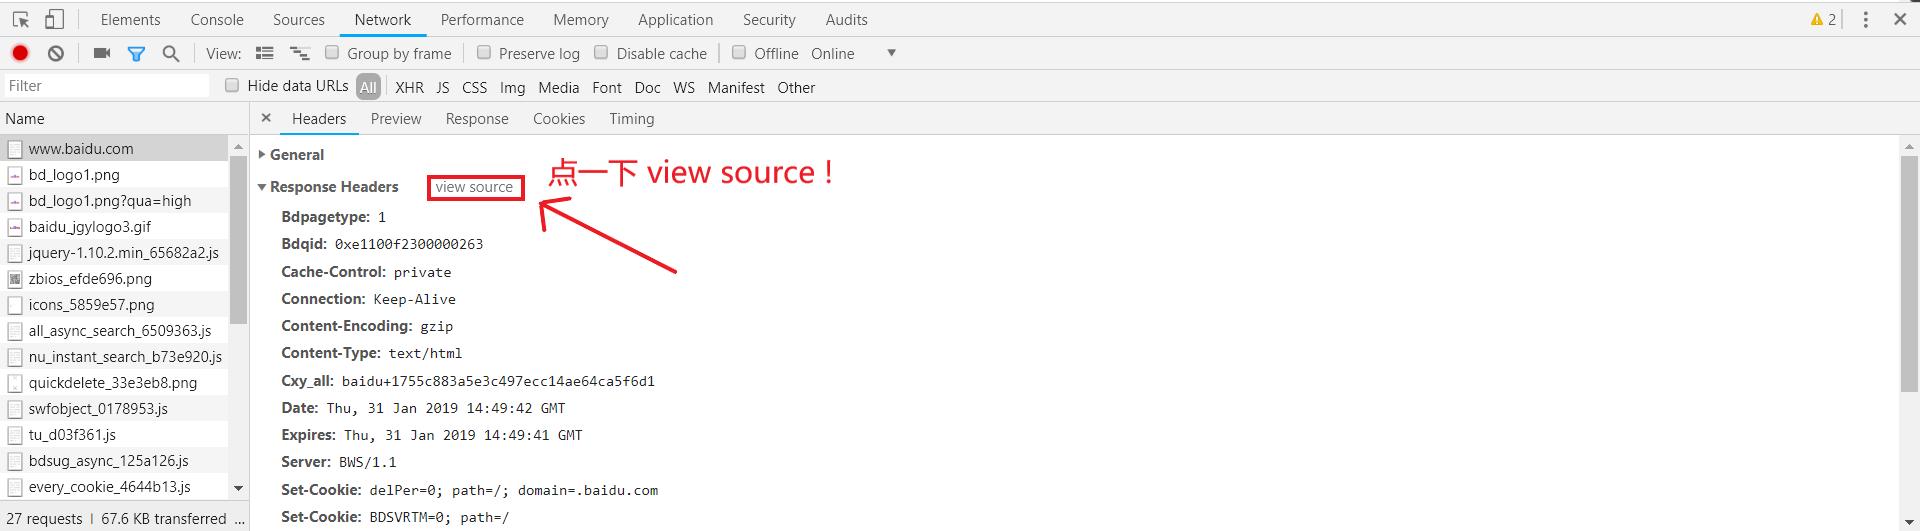 Elements Console Sources Network Performance Memory Application Security Audits 2
View: Group by frame Preserve log Disable cache Offline Online
Filter Hide data URLs All XHR JS CSS Img Media Font Doc WS Manifest Other
Name
www.baidu.com
bd_logo1.png
bd_logo1.png?qua=high
baidu_jgylogo3.gif
jquery-1.10.2.min_65682a2.js
zbios_efde696.png
icons_5859e57.png
all_async_search_6509363.js
nu_instant_search_b73e920.js
quickdelete_33e3eb8.png
swfobject_0178953.js
tu_d03f361.js
bdsug_async_125a126.js
every_cookie_4644b13.js
27 requests | 67.6 KB transferred ...
Headers Preview Response Cookies Timing
General
Response Headers view source
点一下 view source !
Bdpagetype: 1
Bdqid: 0xe1100f2300000263
Cache-Control: private
Connection: Keep-Alive
Content-Encoding: gzip
Content-Type: text/html
Cxy_all: baidu+1755c883a5e3c497ecc14ae64ca5f6d1
Date: Thu, 31 Jan 2019 14:49:42 GMT
Expires: Thu, 31 Jan 2019 14:49:41 GMT
Server: BWS/1.1
Set-Cookie: delPer=0; path=/; domain=.baidu.com
Set-Cookie: BDSVRTM=0; path=/